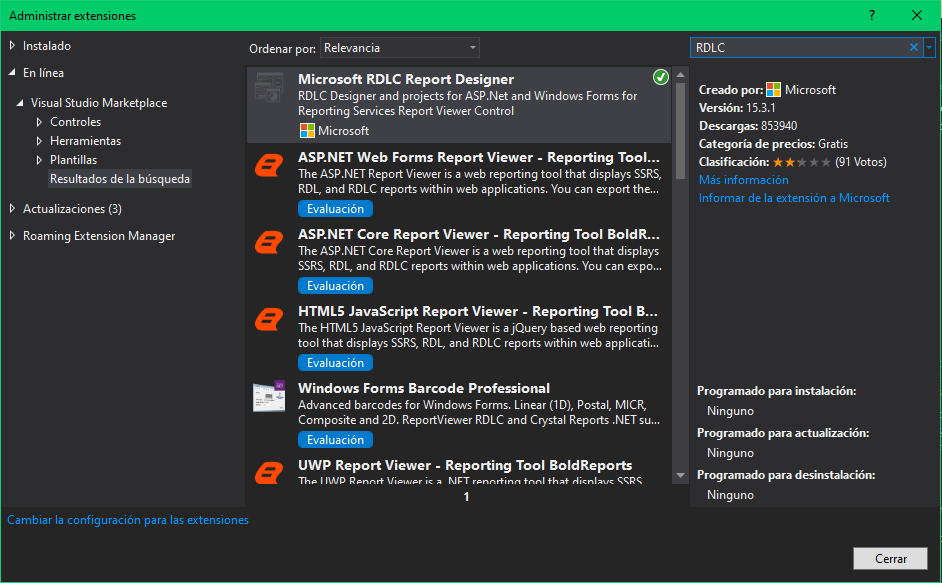 Administrar extensiones
?
Instalado
En línea
Visual Studio Marketplace
Controles
Herramientas
Plantillas
Resultados de la búsqueda
Actualizaciones (3)
Roaming Extension Manager
Ordenar por: Relevancia
Microsoft RDLC Report Designer
RDLC Designer and projects for ASP.Net and Windows Forms for
Reporting Services Report Viewer Control
Microsoft
ASP.NET Web Forms Report Viewer - Reporting Tool...
The ASP.NET Report Viewer is a web reporting tool that displays SSRS,
RDL, and RDLC reports within web applications. You can export the...
Evaluación
ASP.NET Core Report Viewer - Reporting Tool BoldR...
The ASP.NET Core Report Viewer is a web reporting tool that displays
SSRS, RDL, and RDLC reports within web applications. You can expo...
Evaluación
HTML5 JavaScript Report Viewer - Reporting Tool B...
The HTML5 JavaScript Report Viewer is a jQuery based web reporting
tool that displays SSRS, RDL, and RDLC reports within web applicati...
Evaluación
Windows Forms Barcode Professional
Advanced barcodes for Windows Forms. Linear (1D), Postal, MICR,
Composite and 2D. ReportViewer RDLC and Crystal Reports .NET su...
Evaluación
UWP Report Viewer - Reporting Tool BoldReports
The UWP Report Viewer is a .NET reporting tool that displays SSRS,
1
RDLC
Creado por: Microsoft
Versión: 15.3.1
Descargas: 853940
Categoría de precios: Gratis
Clasificación: (91 Votos)
Más información
Informar de la extensión a Microsoft
Programado para instalación:
Ninguno
Programado para actualización:
Ninguno
Programado para desinstalación:
Ninguno
Cambiar la configuración para las extensiones
Cerrar